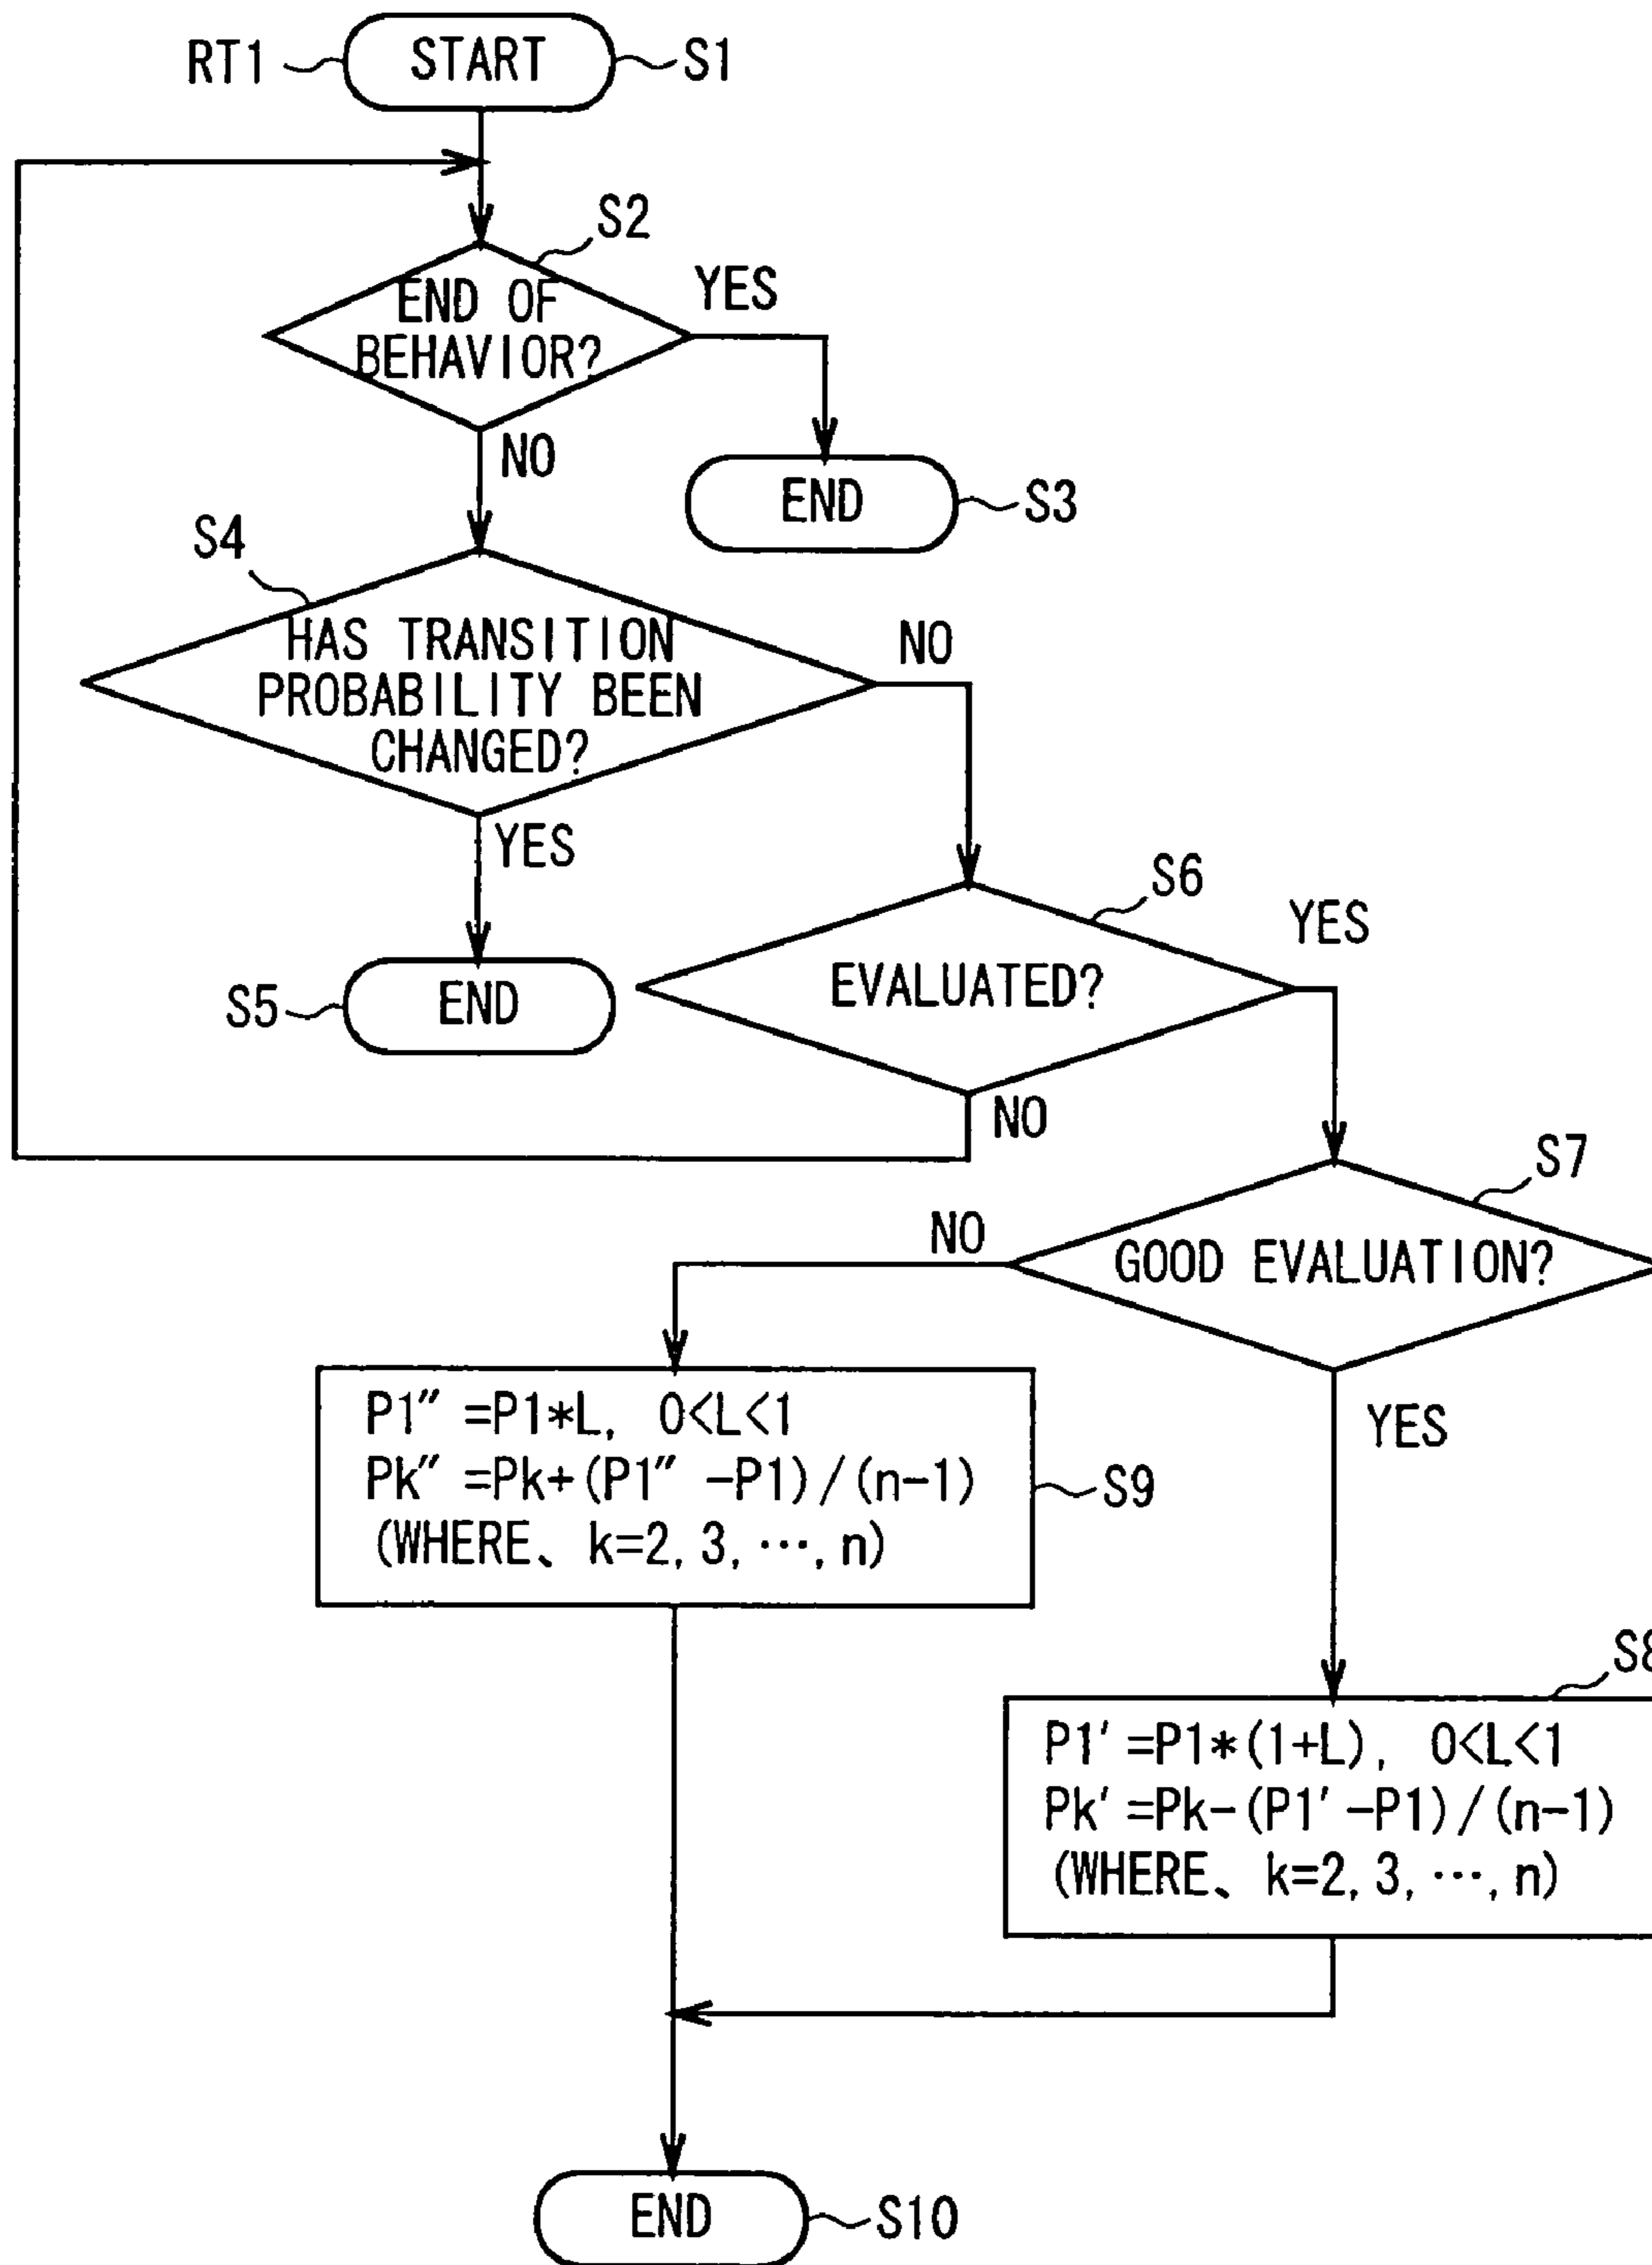 RT1
START
S1
S2
END OF
BEHAVIOR?
YES
NO
END
S3
S4
HAS TRANSITION
PROBABILITY BEEN
CHANGED?
NO
YES
END
S5
S6
EVALUATED?
YES
NO
S7
GOOD EVALUATION?
NO
YES
P1″ =P1*L, 0<L<1
Pk″ =Pk+(P1″ -P1)/(n-1)
(WHERE、 k=2, 3, ···, n)
S9
S8
P1′ =P1*(1+L), 0<L<1
Pk′ =Pk-(P1′ -P1)/(n-1)
(WHERE、 k=2, 3, ···, n)
END
S10